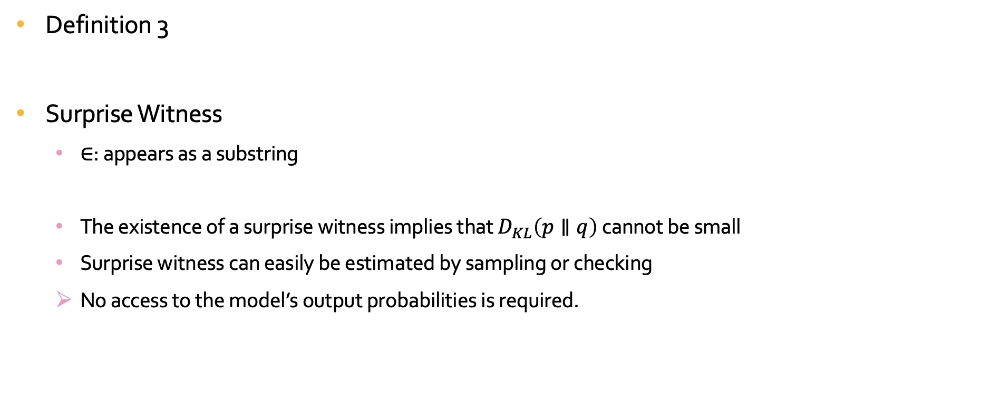 • Definition 3
• Surprise Witness
• ∈: appears as a substring
• The existence of a surprise witness implies that D_{KL}(p ∥ q) cannot be small
• Surprise witness can easily be estimated by sampling or checking
➢ No access to the model’s output probabilities is required.